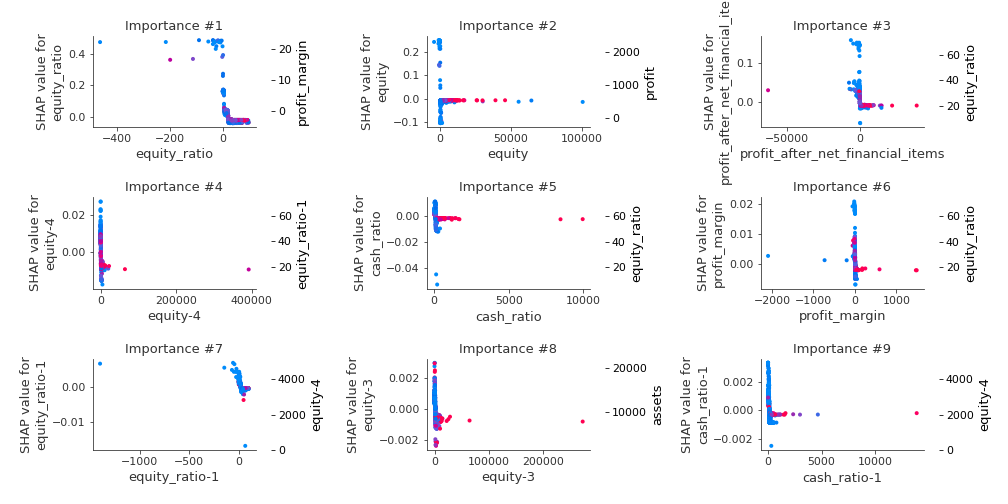 Importance #1
SHAP value for
equity_ratio
0.4
0.2
0.0
−400
−200
0
equity_ratio
20
10
0
profit_margin
Importance #2
SHAP value for
equity
0.2
0.1
0.0
−0.1
0
50000
100000
equity
2000
1000
0
profit
Importance #3
SHAP value for
profit_after_net_financial_ite
0.1
0.0
−50000
0
profit_after_net_financial_items
60
40
20
equity_ratio
Importance #4
SHAP value for
equity-4
0.02
0.00
0
200000
400000
equity-4
60
40
20
equity_ratio-1
Importance #5
SHAP value for
cash_ratio
0.00
−0.02
−0.04
0
5000
10000
cash_ratio
60
40
20
equity_ratio
Importance #6
SHAP value for
profit_margin
0.02
0.01
0.00
−2000
−1000
0
1000
profit_margin
60
40
20
equity_ratio
Importance #7
SHAP value for
equity_ratio-1
0.00
−0.01
−1000
0
equity_ratio-1
4000
2000
0
equity-4
Importance #8
SHAP value for
equity-3
0.002
0.000
−0.002
0
100000
200000
equity-3
20000
10000
assets
Importance #9
SHAP value for
cash_ratio-1
0.002
0.000
−0.002
0
5000
10000
cash_ratio-1
4000
2000
0
equity-4